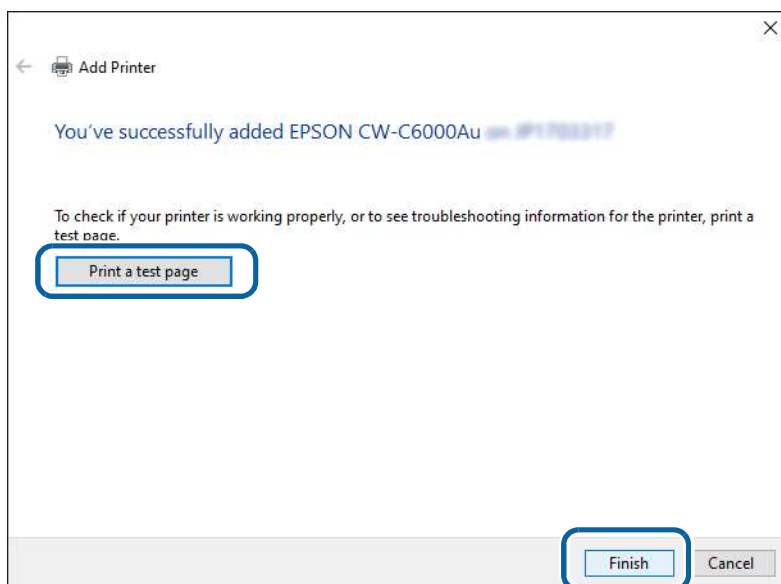 Add Printer
You've successfully added EPSON CW-C6000Au
To check if your printer is working properly, or to see troubleshooting information for the printer, print a
test page.
Print a test page
Finish
Cancel